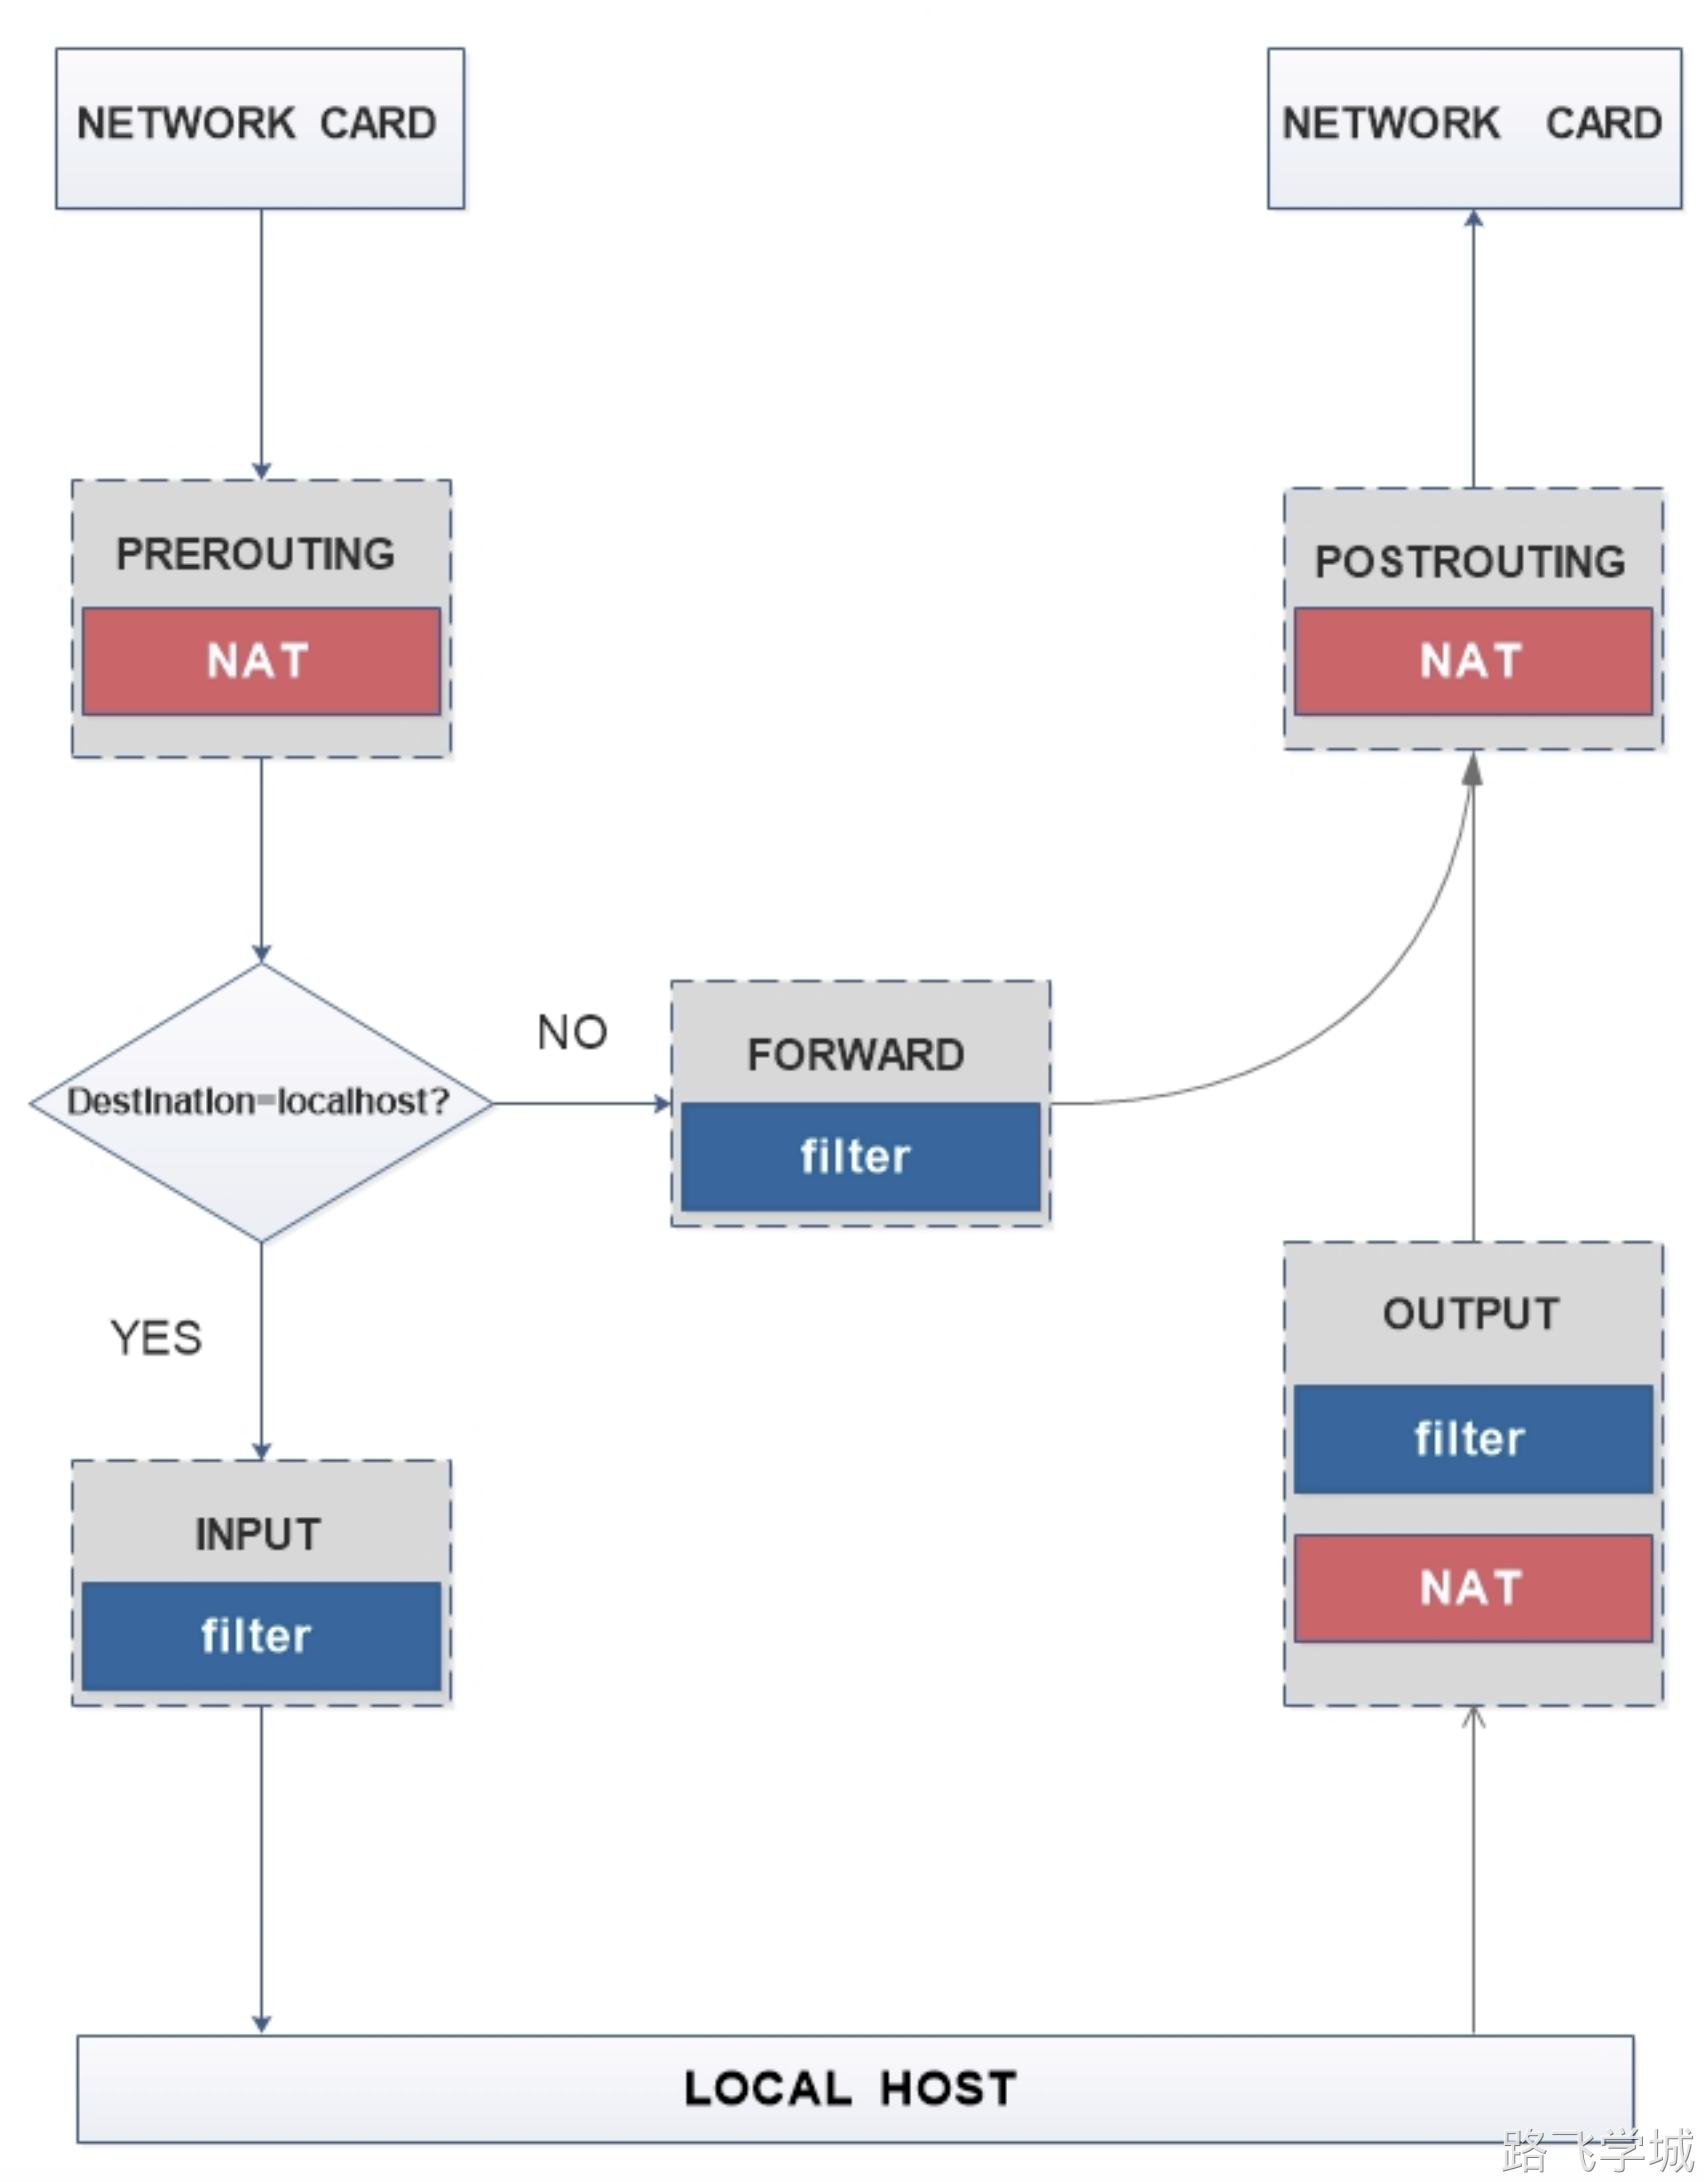 NETWORK CARD
NETWORK CARD
PREROUTING
NAT
POSTROUTING
NAT
Destination=localhost?
NO
FORWARD
filter
YES
OUTPUT
filter
NAT
INPUT
filter
LOCAL HOST
路飞学城